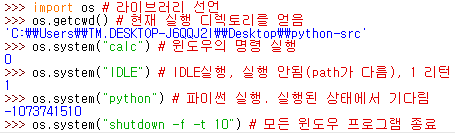 >>> import os # 라이브러리 선언
>>> os.getcwd() # 현재 실행 디렉토리를 얻음
'C:₩₩Users₩₩TM.DESKTOP-J6QQJ2I₩₩Desktop₩₩python-src'
>>> os.system("calc") # 윈도우의 명령 실행
0
>>> os.system("IDLE") # IDLE실행, 실행 안됨(path가 다름), 1 리턴
1
>>> os.system("python") # 파이썬 실행, 실행된 상태에서 기다림
-1073741510
>>> os.system("shutdown -f -t 10") # 모든 윈도우 프로그램 종료